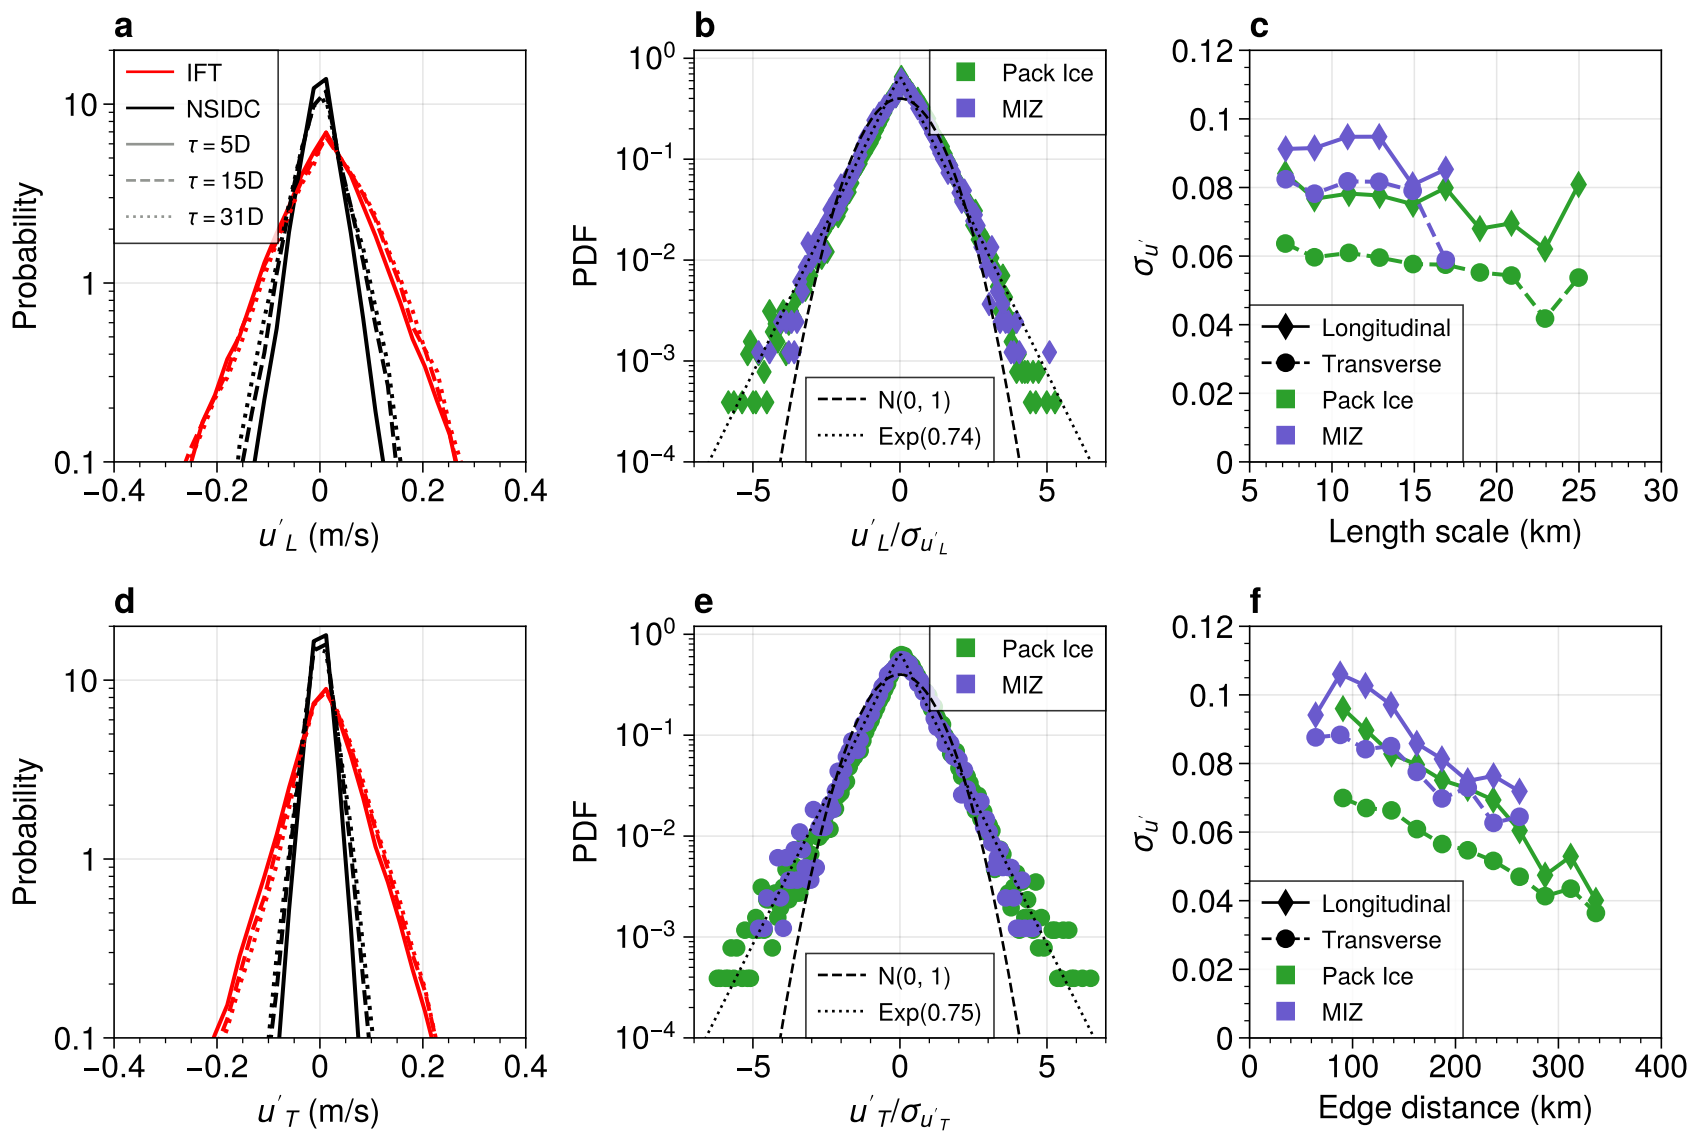 a
IFT
NSIDC
τ = 5D
τ = 15D
τ = 31D
10
1
0.1
−0.4
−0.2
0
0.2
0.4
Probability
u′L (m/s)
b
Pack Ice
MIZ
N(0, 1)
Exp(0.74)
10⁰
10⁻¹
10⁻²
10⁻³
10⁻⁴
−5
0
5
PDF
u′L/σu′L
c
0.12
0.1
0.08
0.06
0.04
0.02
0
Longitudinal
Transverse
Pack Ice
MIZ
5
10
15
20
25
30
σu′
Length scale (km)
d
10
1
0.1
−0.4
−0.2
0
0.2
0.4
Probability
u′T (m/s)
e
Pack Ice
MIZ
N(0, 1)
Exp(0.75)
10⁰
10⁻¹
10⁻²
10⁻³
10⁻⁴
−5
0
5
PDF
u′T/σu′T
f
0.12
0.1
0.08
0.06
0.04
0.02
0
Longitudinal
Transverse
Pack Ice
MIZ
0
100
200
300
400
σu′
Edge distance (km)